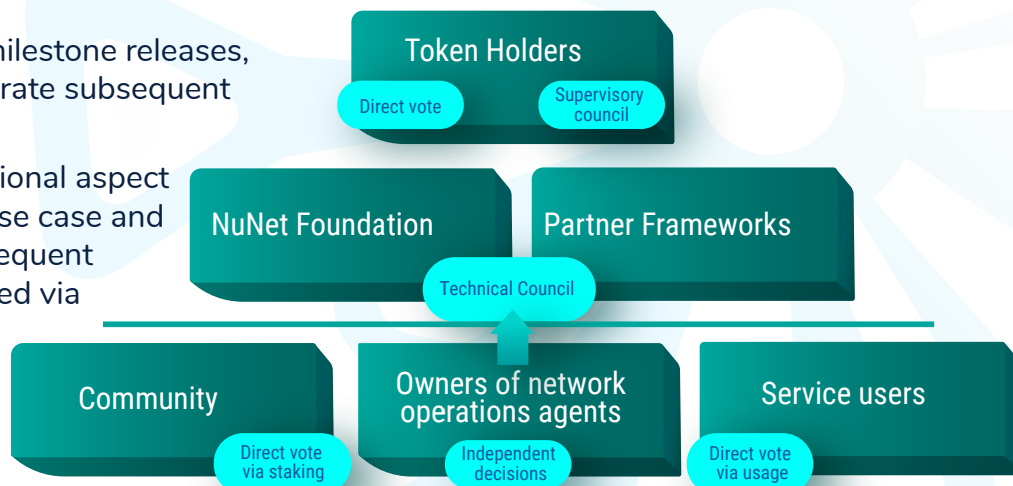 milestone releases,
rate subsequent
ional aspect
se case and
equent
ed via
Token Holders
Direct vote
Supervisory
council
NuNet Foundation
Partner Frameworks
Technical Council
Community
Direct vote
via staking
Owners of network
operations agents
Independent
decisions
Service users
Direct vote
via usage